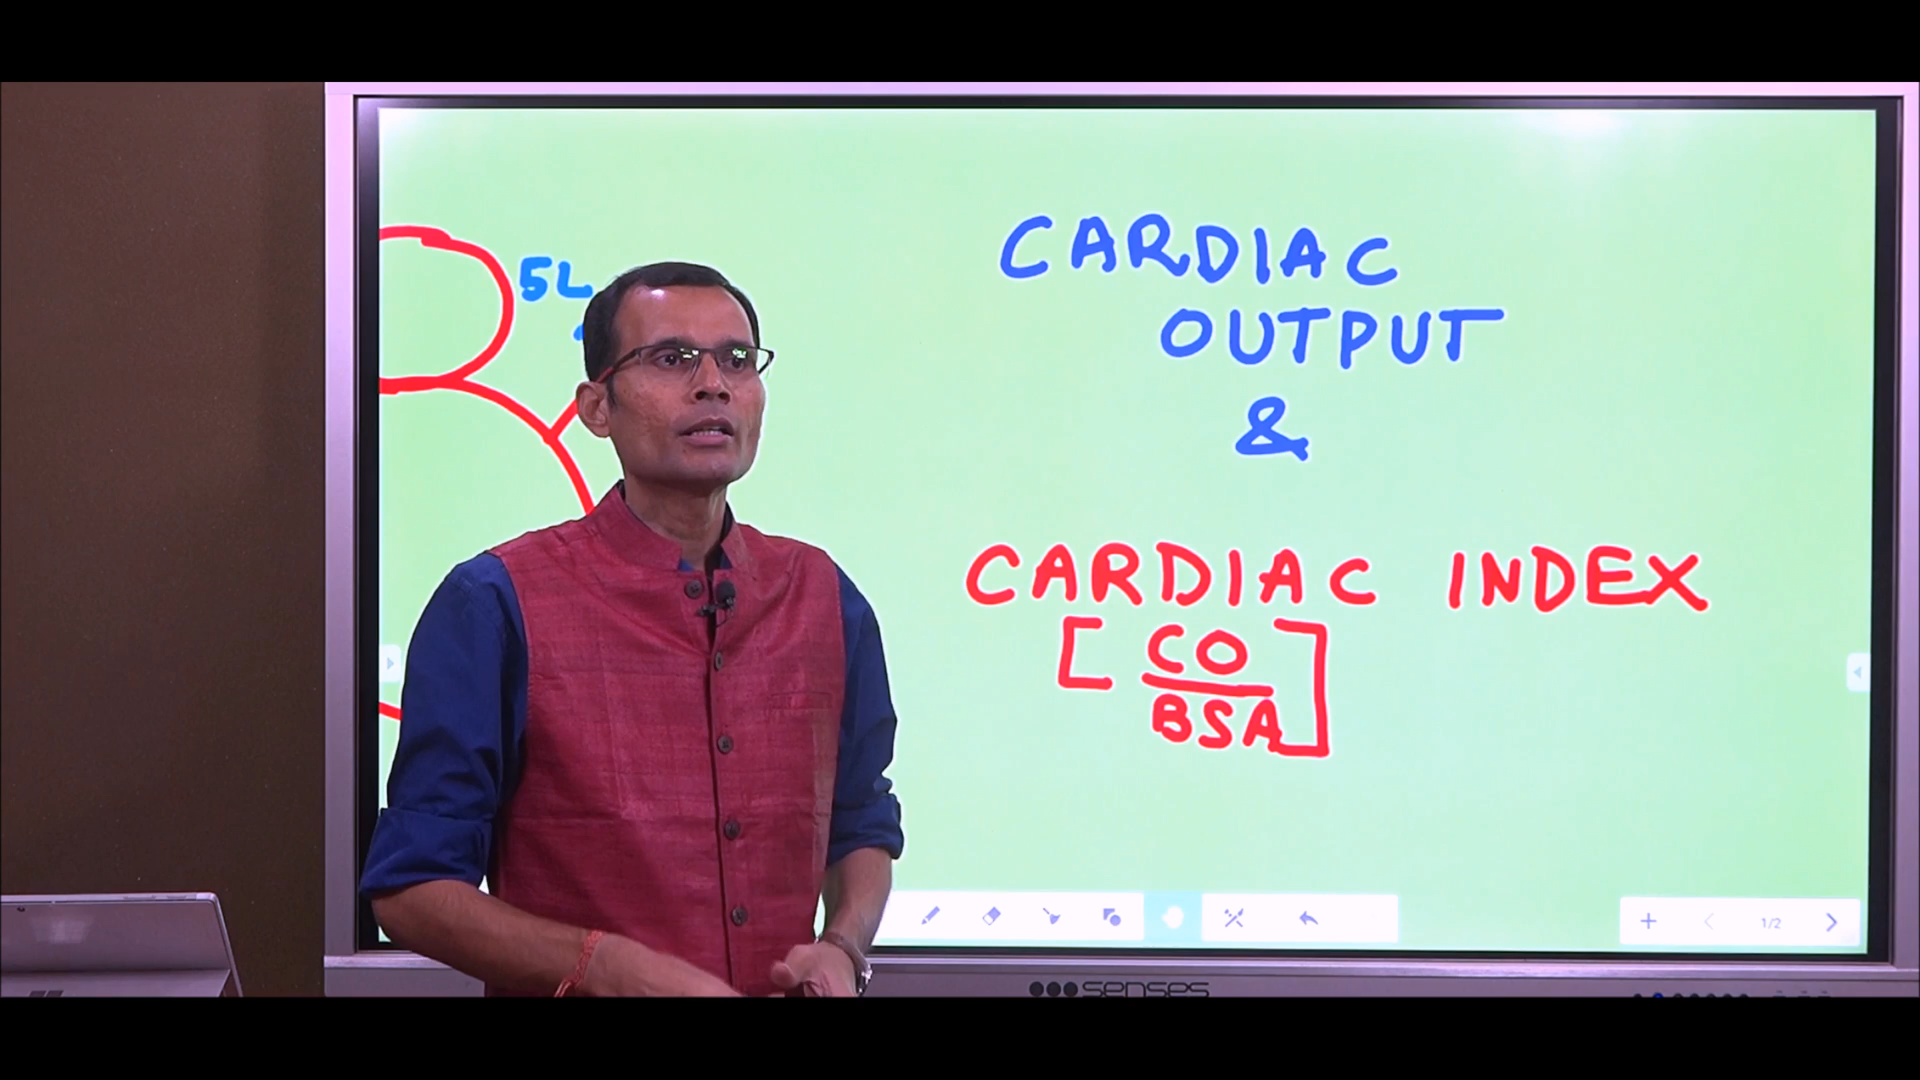 5L
CARDIAC
OUTPUT
&
CARDIAC INDEX
[CO
BSA]
1/2
senses